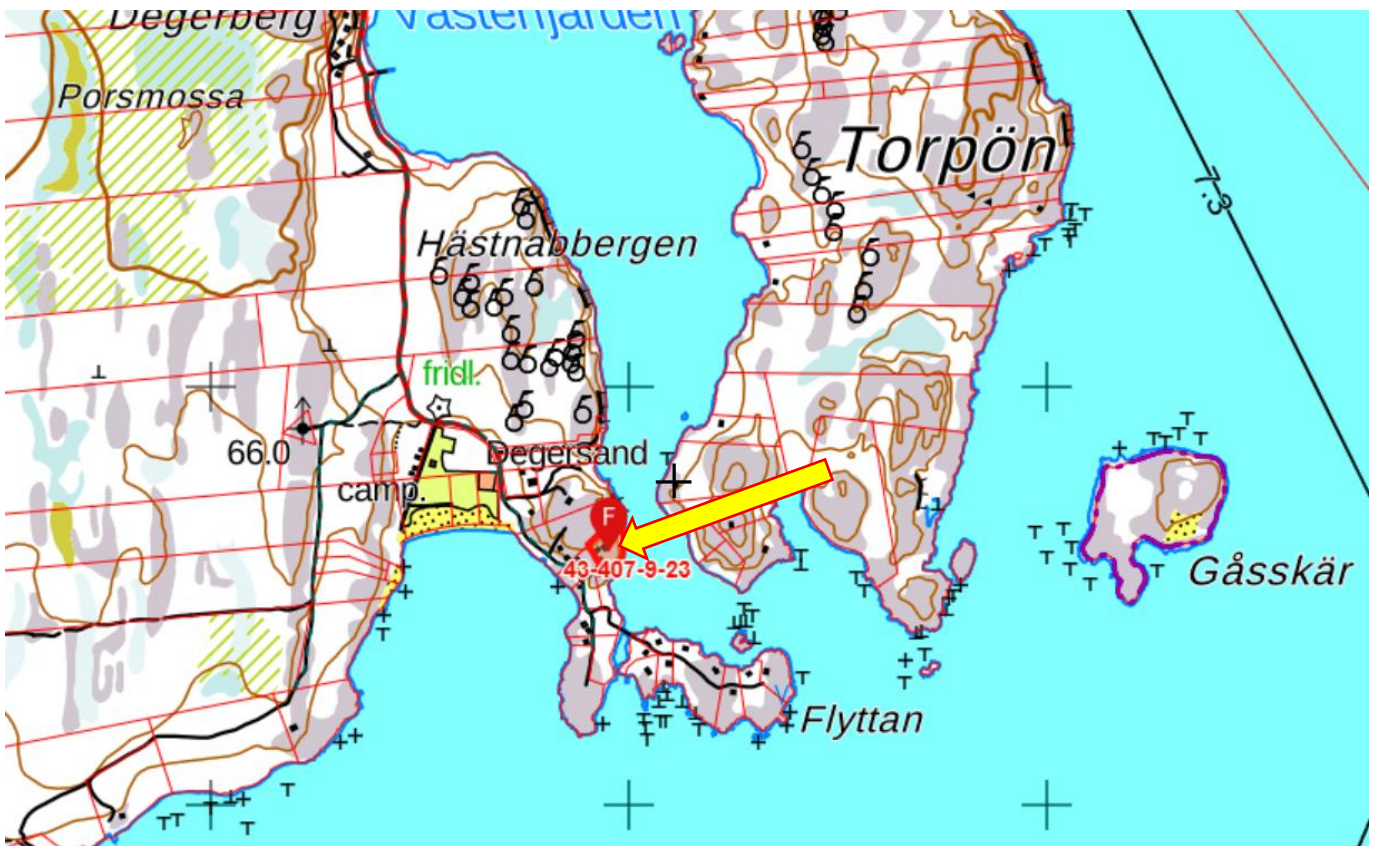 Degerberg
Västerfjärden
Porsmossa
Torpön
7.3
Hästnabbergen
fridl.
66.0
Degersand
camp.
F
43-407-9-23
Gåsskär
Flyttan